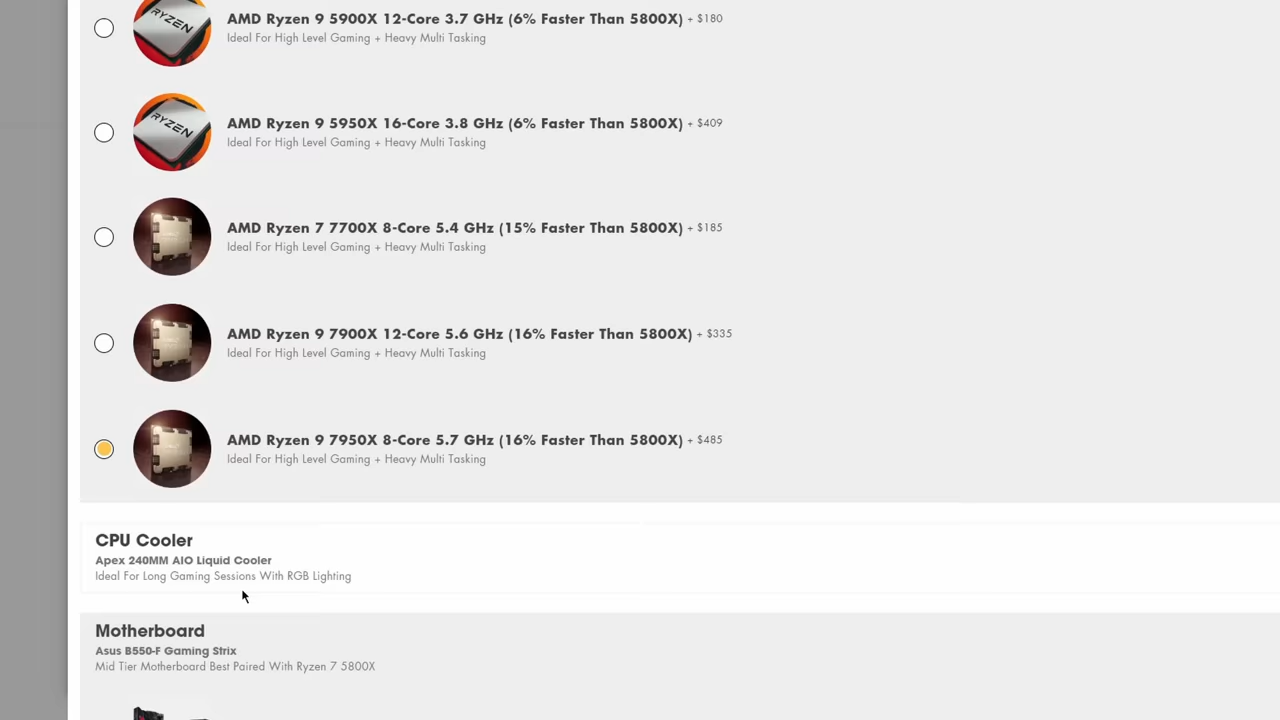 AMD Ryzen 9 5900X 12-Core 3.7 GHz (6% Faster Than 5800X) + $180
Ideal For High Level Gaming + Heavy Multi Tasking
RYZEN
AMD Ryzen 9 5950X 16-Core 3.8 GHz (6% Faster Than 5800X) + $409
Ideal For High Level Gaming + Heavy Multi Tasking
RYZEN
AMD Ryzen 7 7700X 8-Core 5.4 GHz (15% Faster Than 5800X) + $185
Ideal For High Level Gaming + Heavy Multi Tasking
AMD Ryzen 9 7900X 12-Core 5.6 GHz (16% Faster Than 5800X) + $335
Ideal For High Level Gaming + Heavy Multi Tasking
AMD Ryzen 9 7950X 8-Core 5.7 GHz (16% Faster Than 5800X) + $485
Ideal For High Level Gaming + Heavy Multi Tasking
CPU Cooler
Apex 240MM AIO Liquid Cooler
Ideal For Long Gaming Sessions With RGB Lighting
Motherboard
Asus B550-F Gaming Strix
Mid Tier Motherboard Best Paired With Ryzen 7 5800X